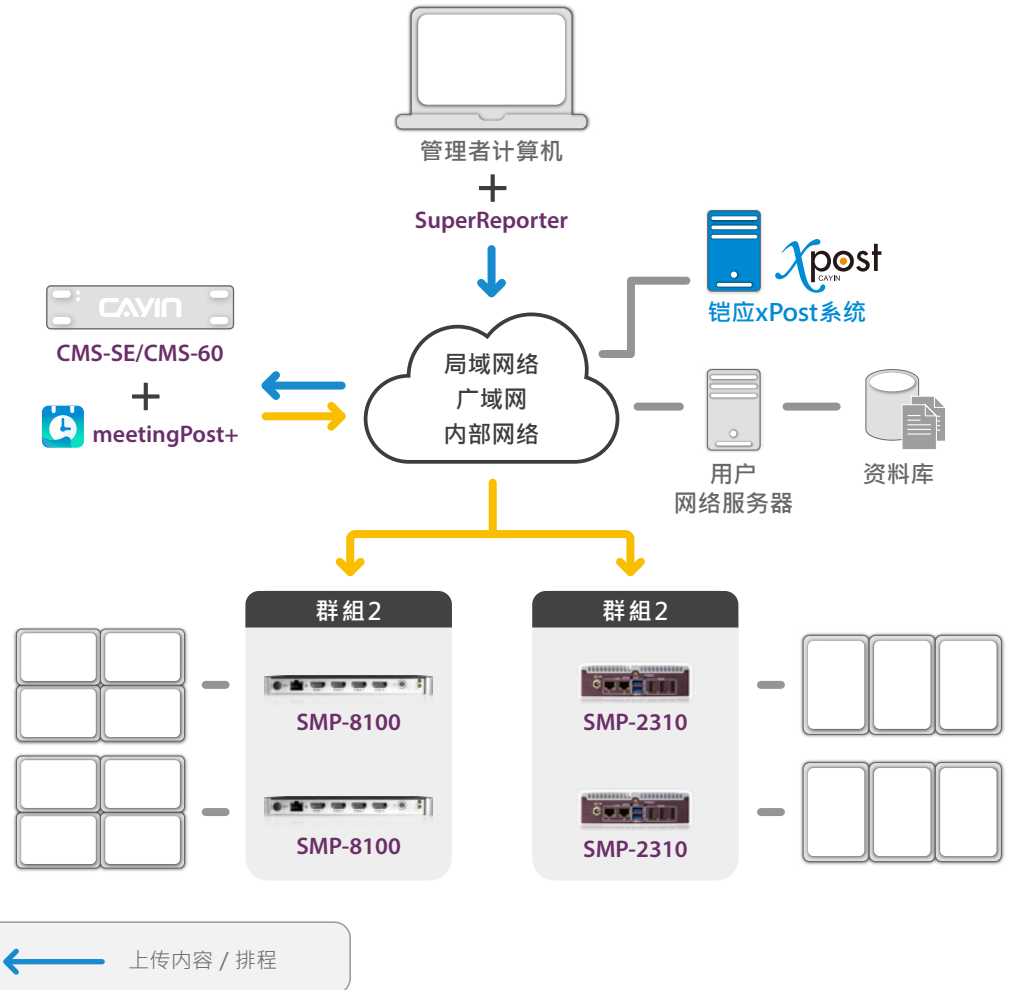 管理者计算机
SuperReporter
Xpost
CAYIN
铠应xPost系统
CAYIN
CMS-SE/CMS-60
meetingPost+
局域网络
广域网
内部网络
用户
网络服务器
资料库
群組2
SMP-8100
SMP-8100
群組2
SMP-2310
SMP-2310
上传内容 / 排程